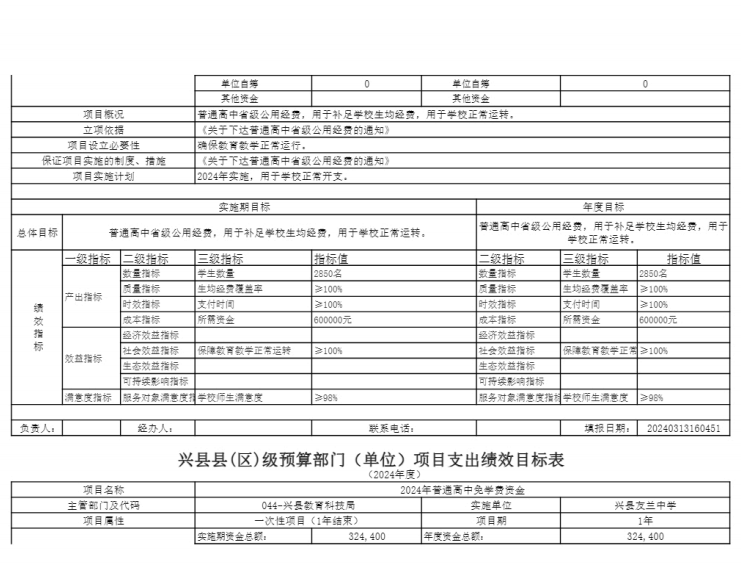 单位自筹 0 单位自筹 0
其他资金 其他资金
项目概况 普通高中省级公用经费，用于补足学校生均经费，用于学校正常运转。
立项依据 《关于下达普通高中省级公用经费的通知》
项目设立必要性 确保教育教学正常运行。
保证项目实施的制度、措施 《关于下达普通高中省级公用经费的通知》
项目实施计划 2024年实施，用于学校正常开支。
实施期目标 年度目标
总体目标 普通高中省级公用经费，用于补足学校生均经费，用于学校正常运转。 普通高中省级公用经费，用于补足学校生均经费，用于
学校正常运转。
绩效指标 一级指标 二级指标 三级指标 指标值 二级指标 三级指标 指标值
产出指标 数量指标 学生数量 2850名 数量指标 学生数量 2850名
质量指标 生均经费覆盖率 ≥100% 质量指标 生均经费覆盖率 ≥100%
时效指标 支付时间 ≥100% 时效指标 支付时间 ≥100%
成本指标 所需资金 600000元 成本指标 所需资金 600000元
效益指标 经济效益指标 经济效益指标
社会效益指标 保障教育教学正常运转 ≥100% 社会效益指标 保障教育教学正常 ≥100%
生态效益指标 生态效益指标
可持续影响指标 可持续影响指标
满意度指标 服务对象满意度指 学校师生满意度 ≥98% 服务对象满意度指标 学校师生满意度 ≥98%
负责人： 经办人： 联系电话： 填报日期： 20240313160451
兴县县(区)级预算部门（单位）项目支出绩效目标表
（2024年度）
项目名称 2024年普通高中免学费资金
主管部门及代码 044-兴县教育科技局 实施单位 兴县友兰中学
项目属性 一次性项目（1年结束） 项目期 1年
实施期资金总额： 324,400 年度资金总额： 324,400